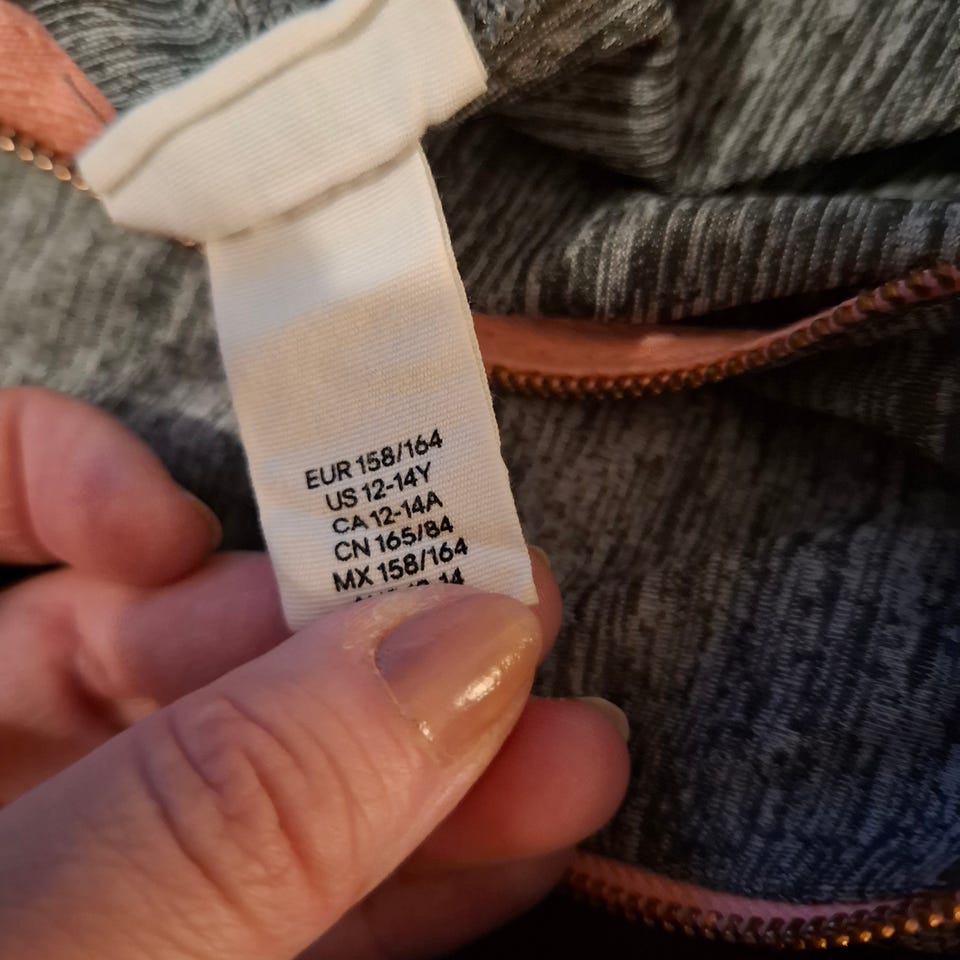 EUR 158/164
US 12-14Y
CA 12-14A
CN 165/84
MX 158/164